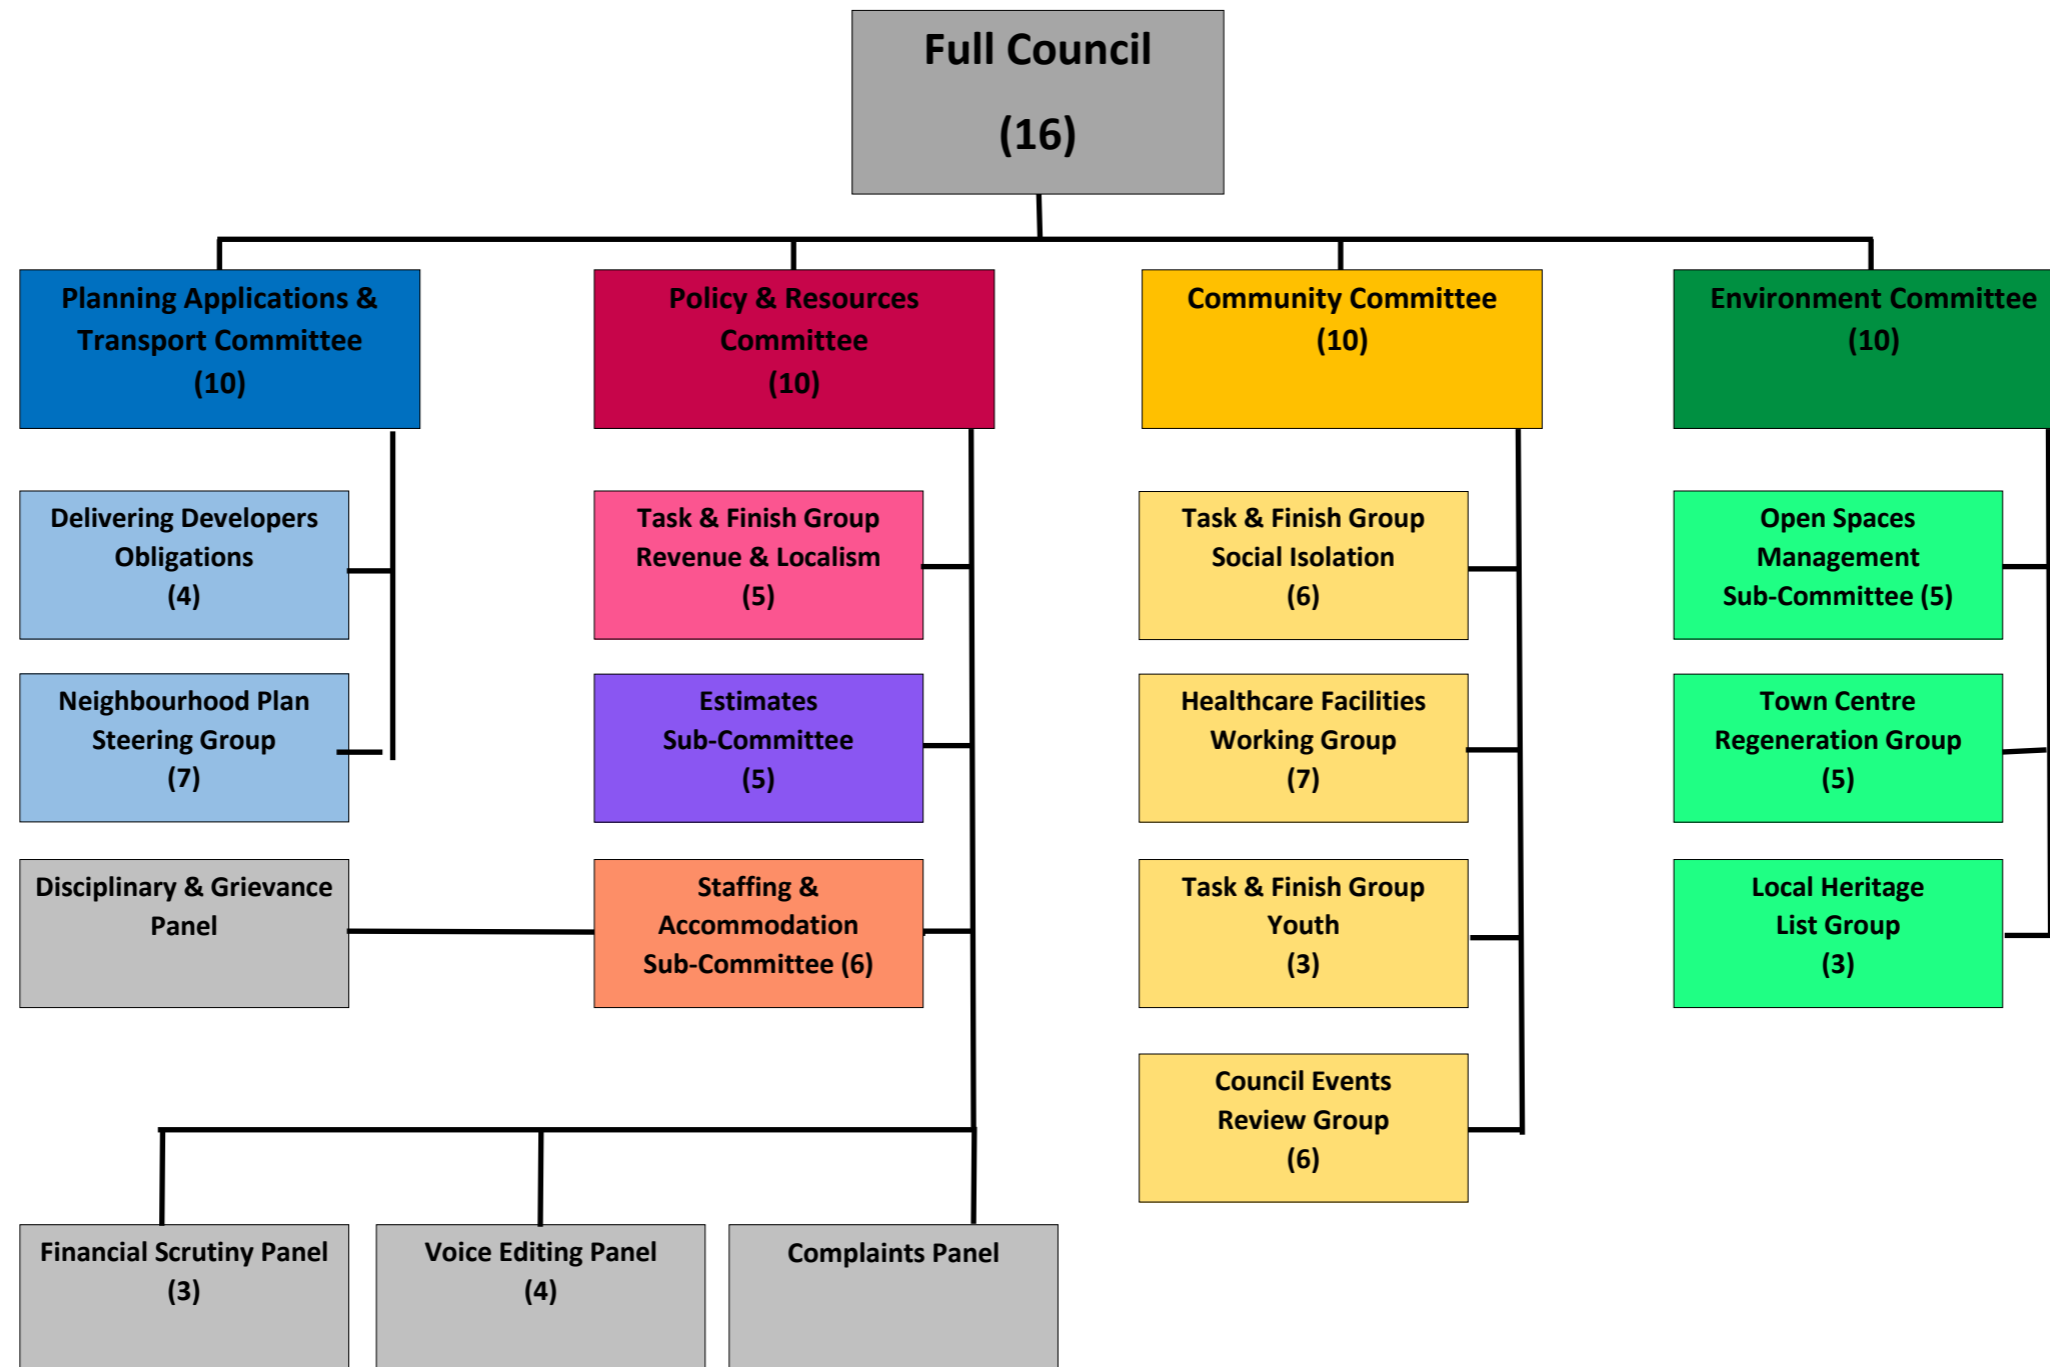 Full Council
(16)
Planning Applications &
Transport Committee
(10)
Policy & Resources
Committee
(10)
Community Committee
(10)
Environment Committee
(10)
Delivering Developers
Obligations
(4)
Task & Finish Group
Revenue & Localism
(5)
Task & Finish Group
Social Isolation
(6)
Open Spaces
Management
Sub-Committee (5)
Neighbourhood Plan
Steering Group
(7)
Estimates
Sub-Committee
(5)
Healthcare Facilities
Working Group
(7)
Town Centre
Regeneration Group
(5)
Disciplinary & Grievance
Panel
Staffing &
Accommodation
Sub-Committee (6)
Task & Finish Group
Youth
(3)
Local Heritage
List Group
(3)
Council Events
Review Group
(6)
Financial Scrutiny Panel
(3)
Voice Editing Panel
(4)
Complaints Panel